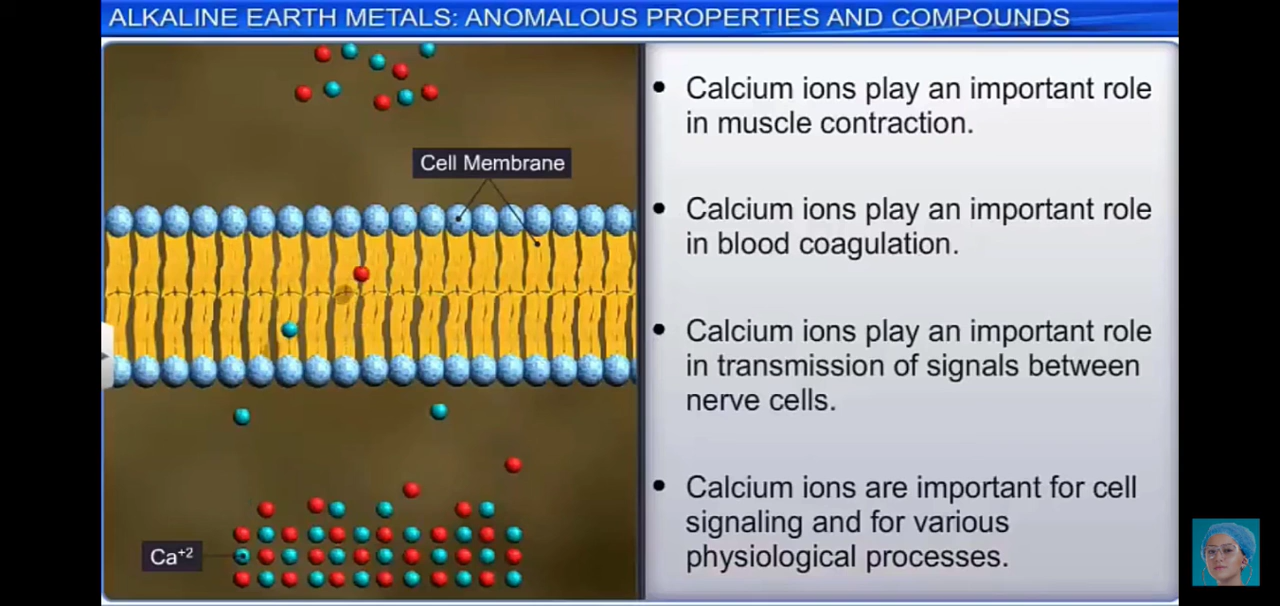 ALKALINE EARTH METALS: ANOMALOUS PROPERTIES AND COMPOUNDS
Cell Membrane
Ca⁺²
• Calcium ions play an important role
in muscle contraction.
• Calcium ions play an important role
in blood coagulation.
• Calcium ions play an important role
in transmission of signals between
nerve cells.
• Calcium ions are important for cell
signaling and for various
physiological processes.